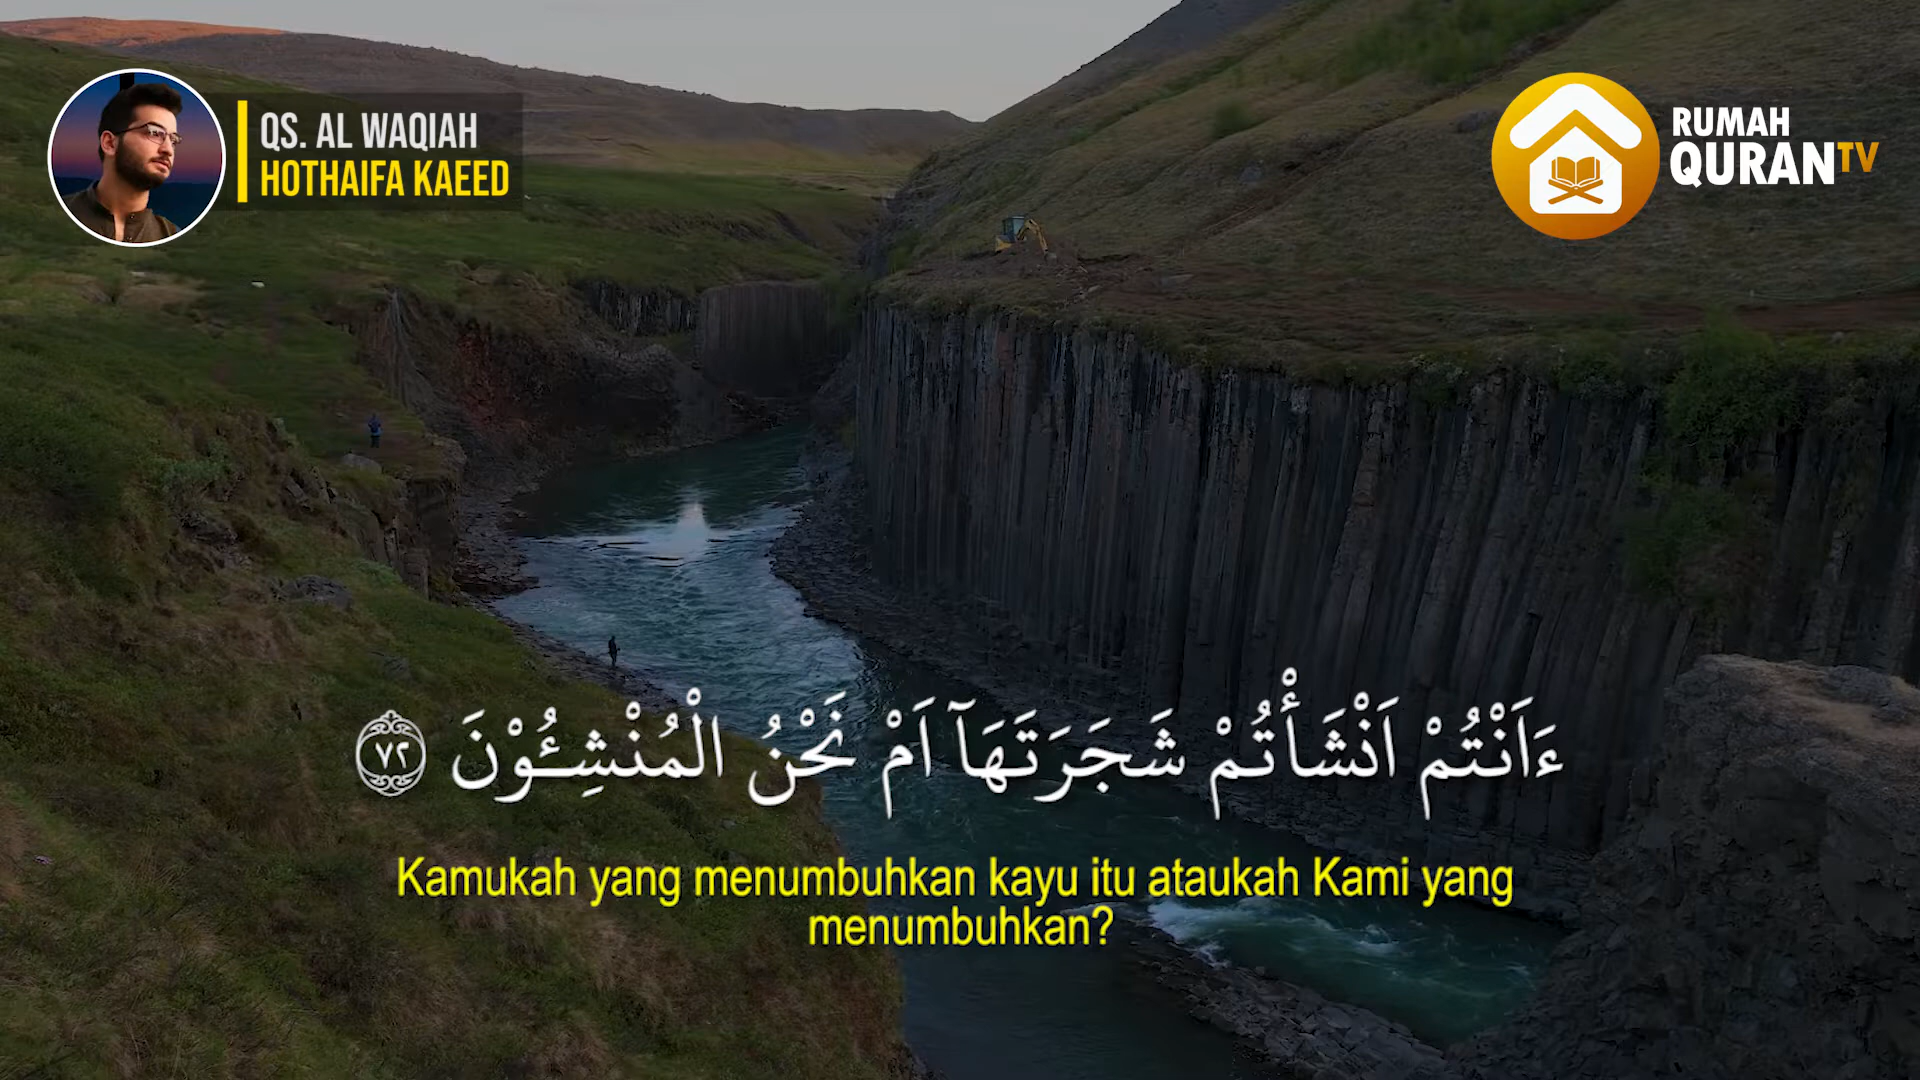 QS. AL WAQIAH
HOTHAIFA KAEED
RUMAH
QURANTV
ءَاَنْتُمْ اَنْشَأْتُمْ شَجَرَتَهَآ اَمْ نَحْنُ الْمُنْشِـُٔوْنَ ٧٢
Kamukah yang menumbuhkan kayu itu ataukah Kami yang
menumbuhkan?